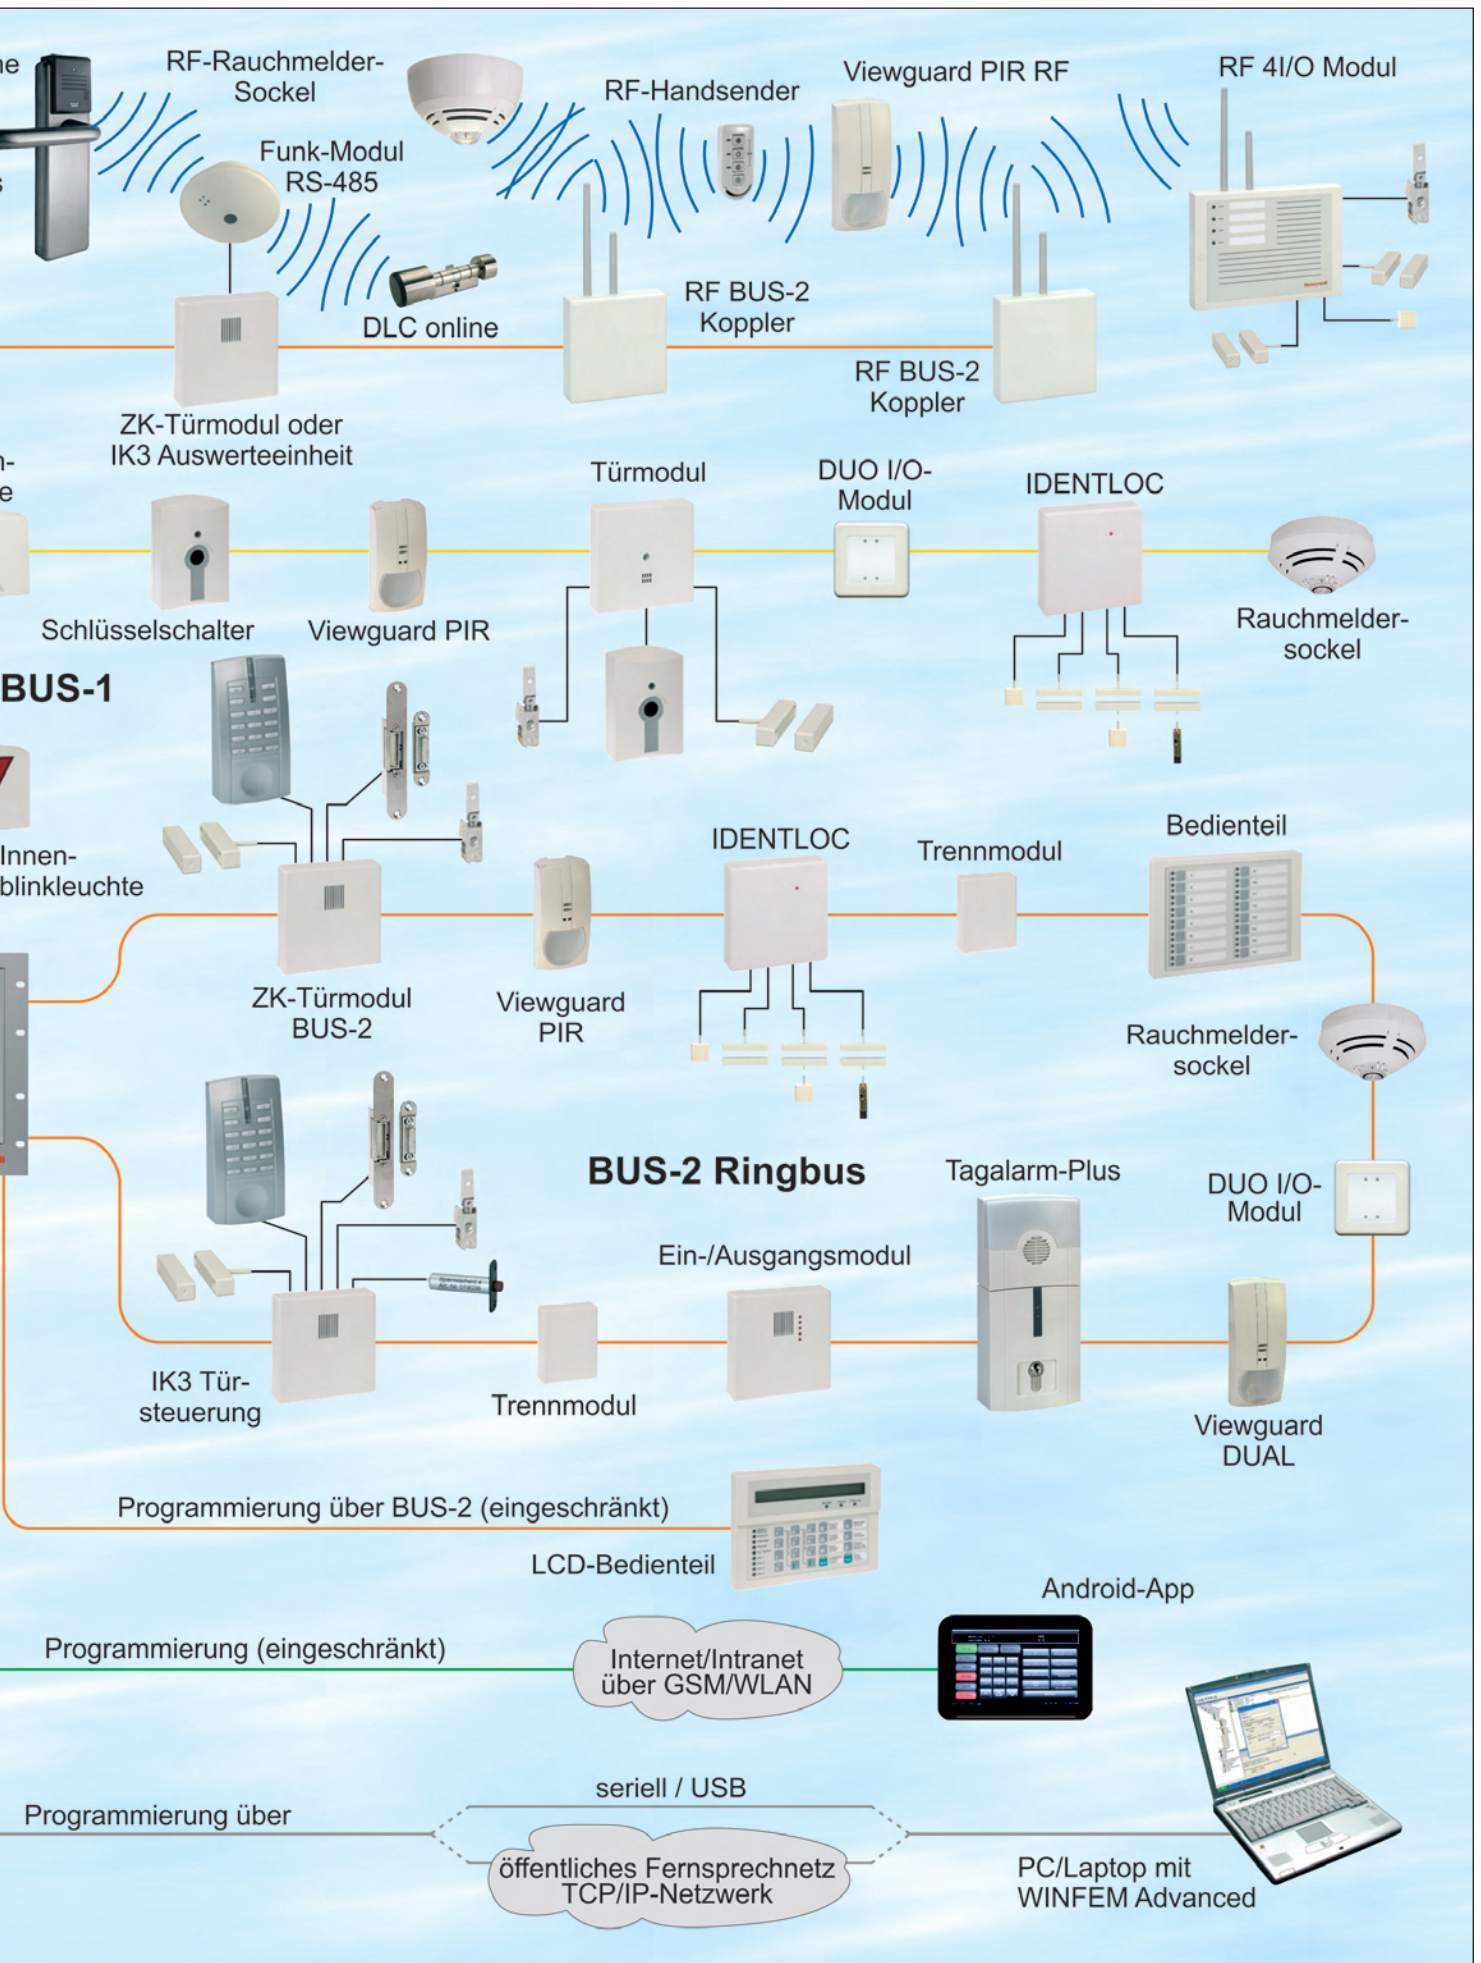 ne
RF-Rauchmelder-
Sockel
RF-Handsender
Viewguard PIR RF
RF 4I/O Modul
s
Funk-Modul
RS-485
Honeywell
DLC online
RF BUS-2
Koppler
RF BUS-2
Koppler
ZK-Türmodul oder
IK3 Auswerteeinheit
n-
e
Türmodul
DUO I/O-
Modul
IDENTLOC
Schlüsselschalter
Viewguard PIR
Rauchmelder-
sockel
BUS-1
Innen-
blinkleuchte
IDENTLOC
Trennmodul
Bedienteil
ZK-Türmodul
BUS-2
Viewguard
PIR
Rauchmelder-
sockel
BUS-2 Ringbus
Tagalarm-Plus
DUO I/O-
Modul
Ein-/Ausgangsmodul
IK3 Tür-
steuerung
Trennmodul
Viewguard
DUAL
Programmierung über BUS-2 (eingeschränkt)
LCD-Bedienteil
Android-App
Programmierung (eingeschränkt)
Internet/Intranet
über GSM/WLAN
seriell / USB
Programmierung über
öffentliches Fernsprechnetz
TCP/IP-Netzwerk
PC/Laptop mit
WINFEM Advanced